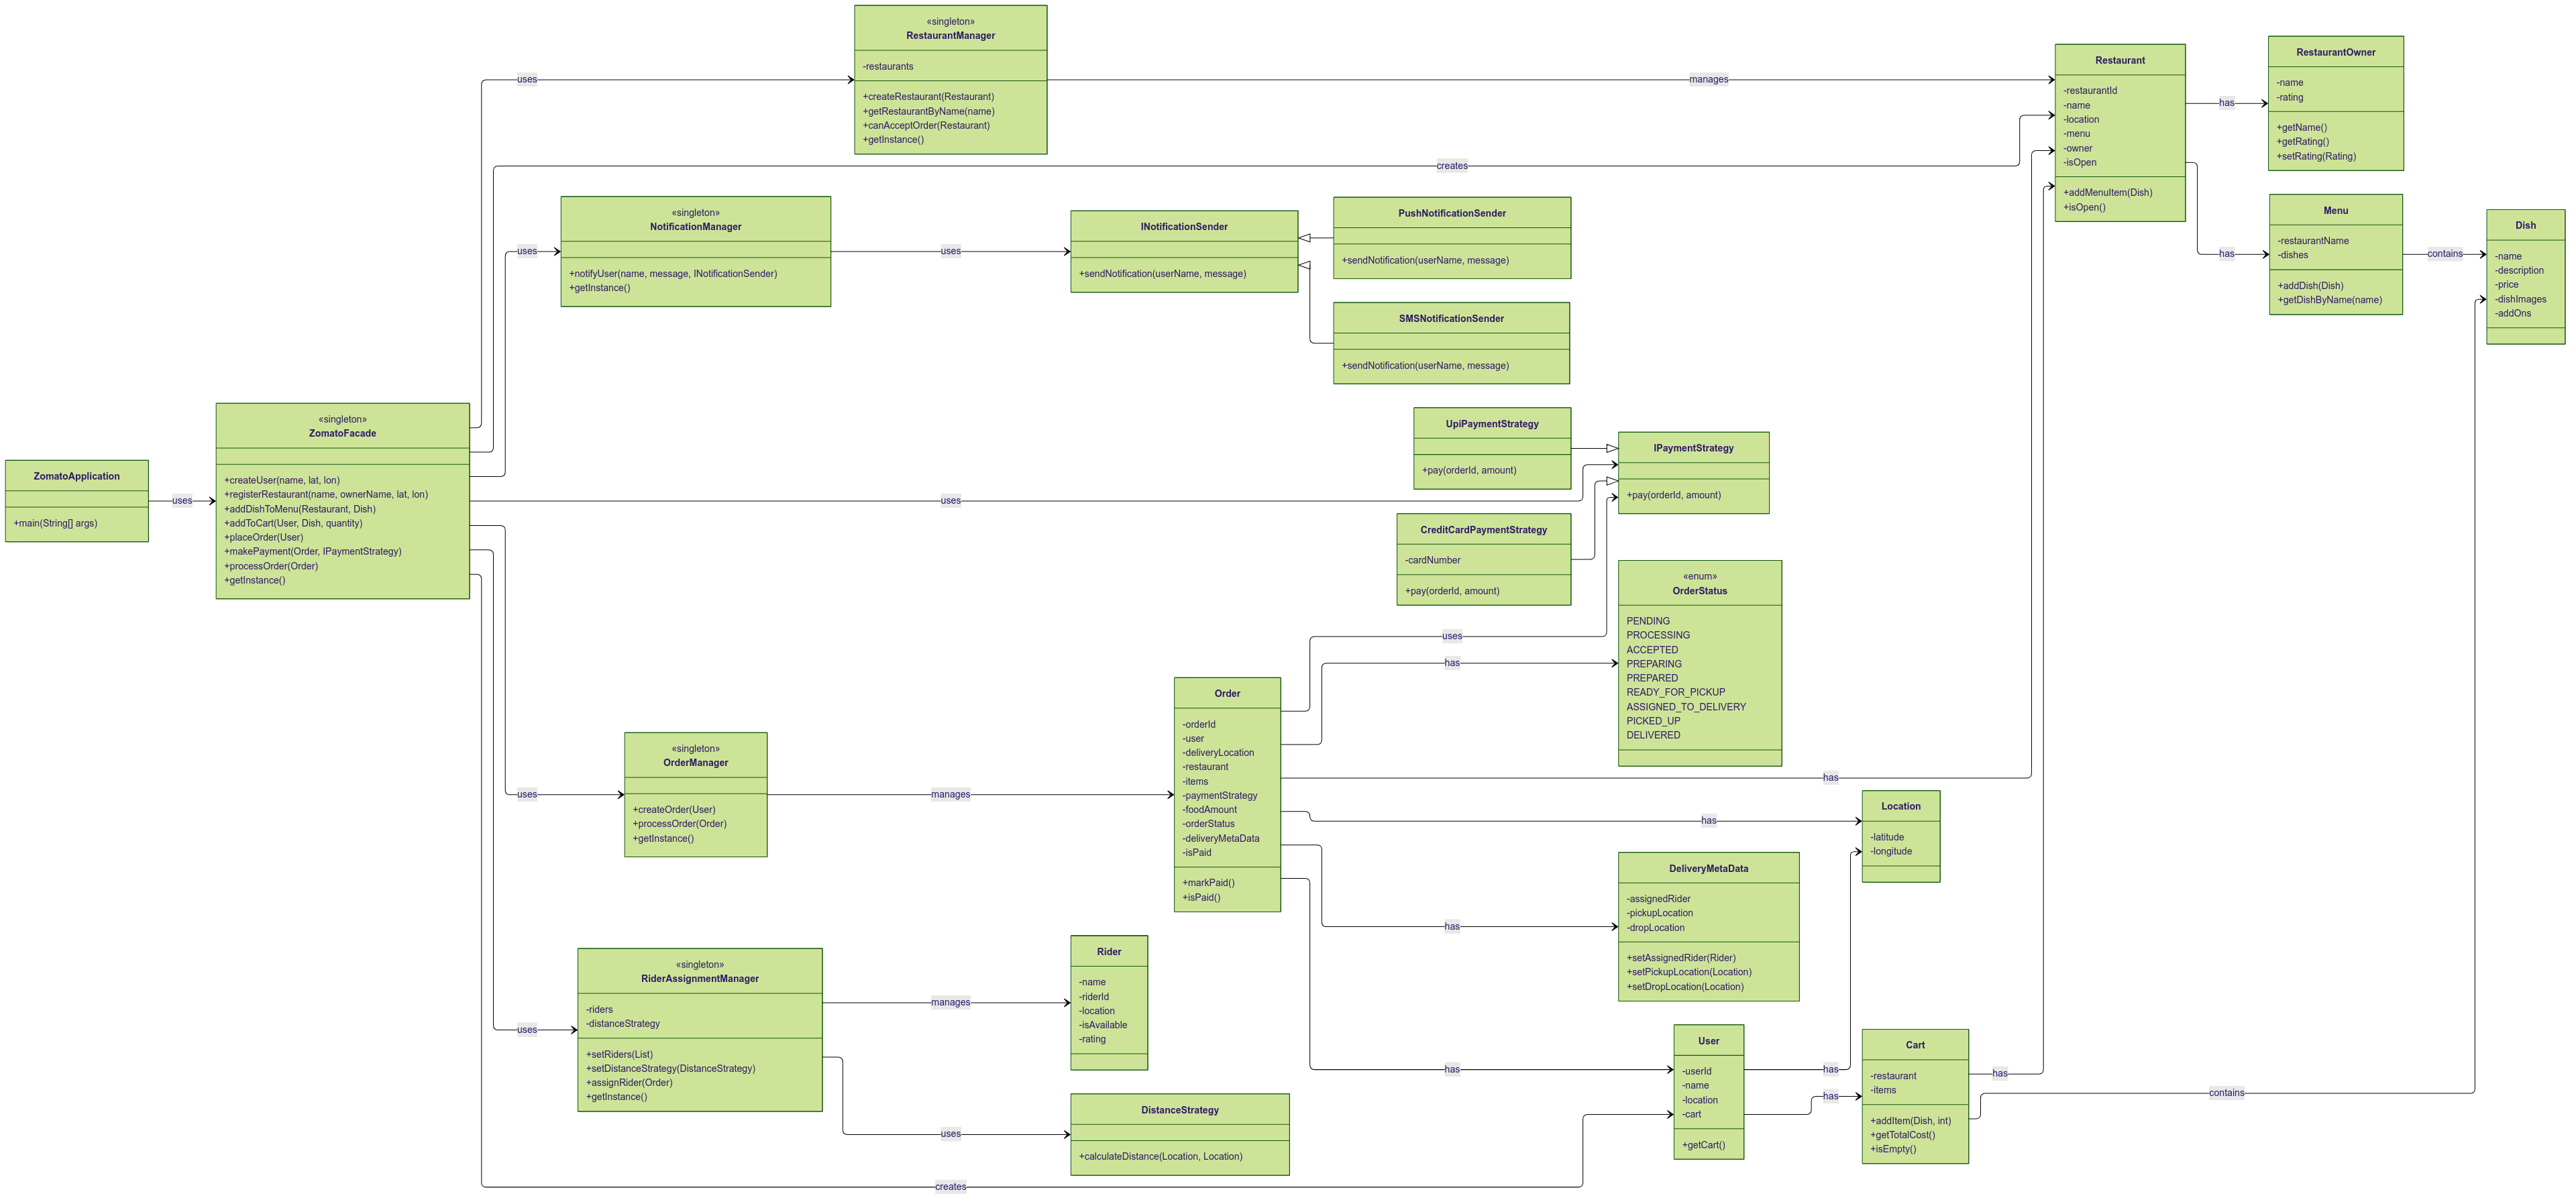 «singleton»
RestaurantManager
-restaurants
+createRestaurant(Restaurant)
+getRestaurantByName(name)
+canAcceptOrder(Restaurant)
+getInstance()
uses
manages
creates
Restaurant
-restaurantId
-name
-location
-menu
-owner
-isOpen
+addMenuItem(Dish)
+isOpen()
has
has
RestaurantOwner
-name
-rating
+getName()
+getRating()
+setRating(Rating)
Menu
-restaurantName
-dishes
+addDish(Dish)
+getDishByName(name)
contains
Dish
-name
-description
-price
-dishImages
-addOns
«singleton»
NotificationManager
+notifyUser(name, message, INotificationSender)
+getInstance()
uses
uses
INotificationSender
+sendNotification(userName, message)
PushNotificationSender
+sendNotification(userName, message)
SMSNotificationSender
+sendNotification(userName, message)
ZomatoApplication
+main(String[] args)
uses
«singleton»
ZomatoFacade
+createUser(name, lat, lon)
+registerRestaurant(name, ownerName, lat, lon)
+addDishToMenu(Restaurant, Dish)
+addToCart(User, Dish, quantity)
+placeOrder(User)
+makePayment(Order, IPaymentStrategy)
+processOrder(Order)
+getInstance()
uses
UpiPaymentStrategy
+pay(orderId, amount)
IPaymentStrategy
+pay(orderId, amount)
CreditCardPaymentStrategy
-cardNumber
+pay(orderId, amount)
«enum»
OrderStatus
PENDING
PROCESSING
ACCEPTED
PREPARING
PREPARED
READY_FOR_PICKUP
ASSIGNED_TO_DELIVERY
PICKED_UP
DELIVERED
uses
has
has
has
has
has
uses
«singleton»
OrderManager
+createOrder(User)
+processOrder(Order)
+getInstance()
manages
Order
-orderId
-user
-deliveryLocation
-restaurant
-items
-paymentStrategy
-foodAmount
-orderStatus
-deliveryMetaData
-isPaid
+markPaid()
+isPaid()
Location
-latitude
-longitude
DeliveryMetaData
-assignedRider
-pickupLocation
-dropLocation
+setAssignedRider(Rider)
+setPickupLocation(Location)
+setDropLocation(Location)
uses
«singleton»
RiderAssignmentManager
-riders
-distanceStrategy
+setRiders(List)
+setDistanceStrategy(DistanceStrategy)
+assignRider(Order)
+getInstance()
manages
uses
Rider
-name
-riderId
-location
-isAvailable
-rating
DistanceStrategy
+calculateDistance(Location, Location)
creates
User
-userId
-name
-location
-cart
+getCart()
has
has
Cart
-restaurant
-items
+addItem(Dish, int)
+getTotalCost()
+isEmpty()
has
contains